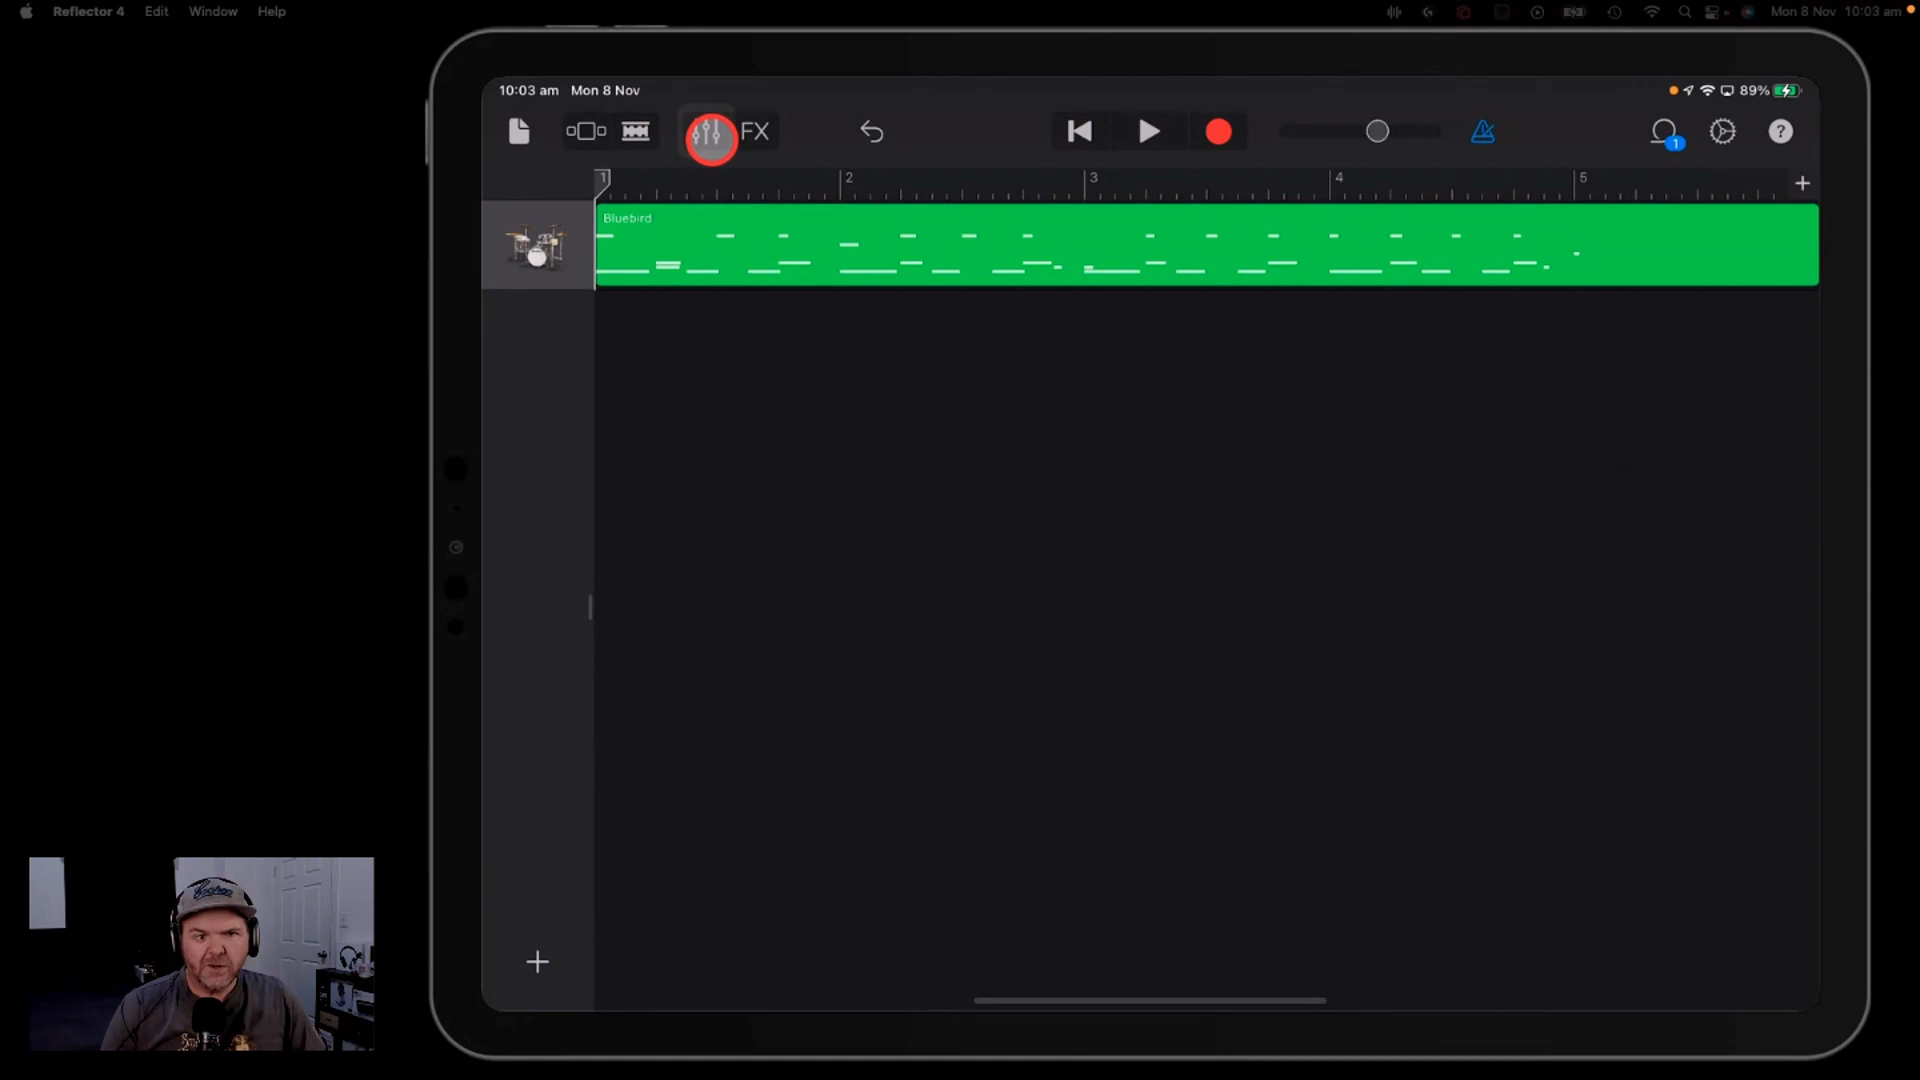 Reflector 4 Edit Window Help
Mon 8 Nov 10:03 am
10:03 am Mon 8 Nov
89%
FX
1
?
1 2 3 4 5
Bluebird